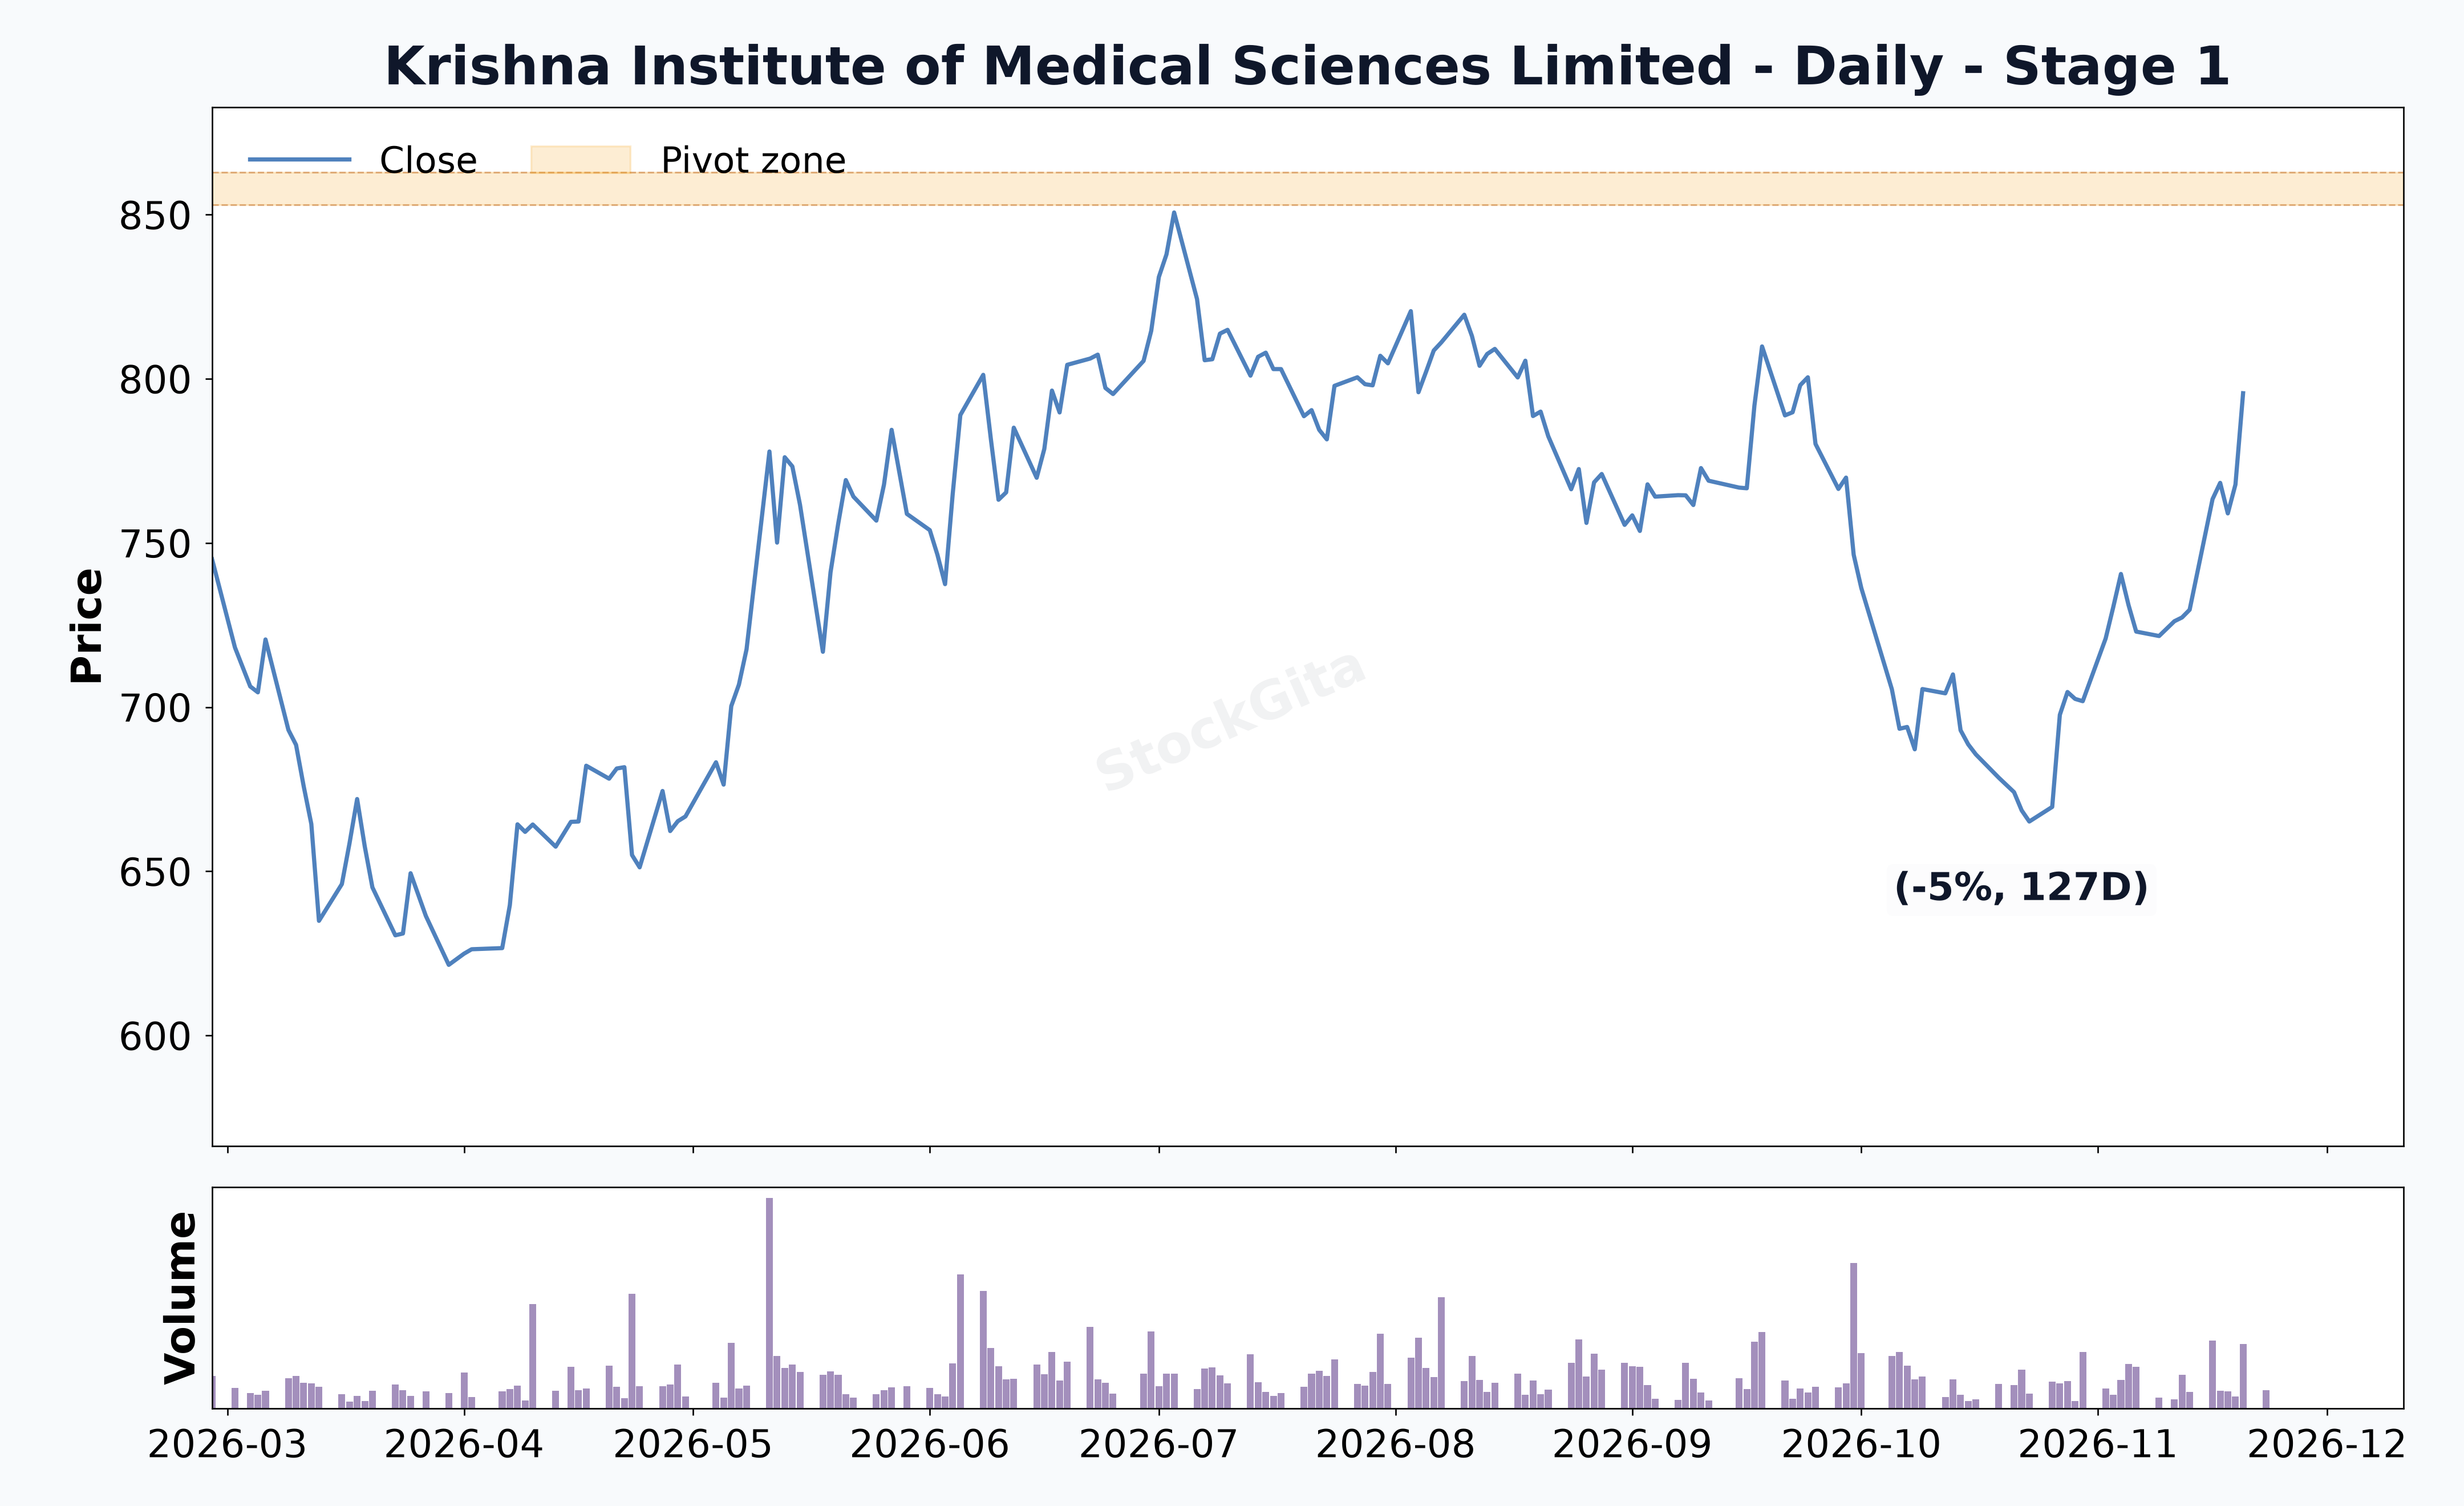 Krishna Institute of Medical Sciences Limited - Daily - Stage 1
Close
Pivot zone
850
800
750
700
650
600
Price
StockGita
(-5%, 127D)
Volume
2026-03
2026-04
2026-05
2026-06
2026-07
2026-08
2026-09
2026-10
2026-11
2026-12